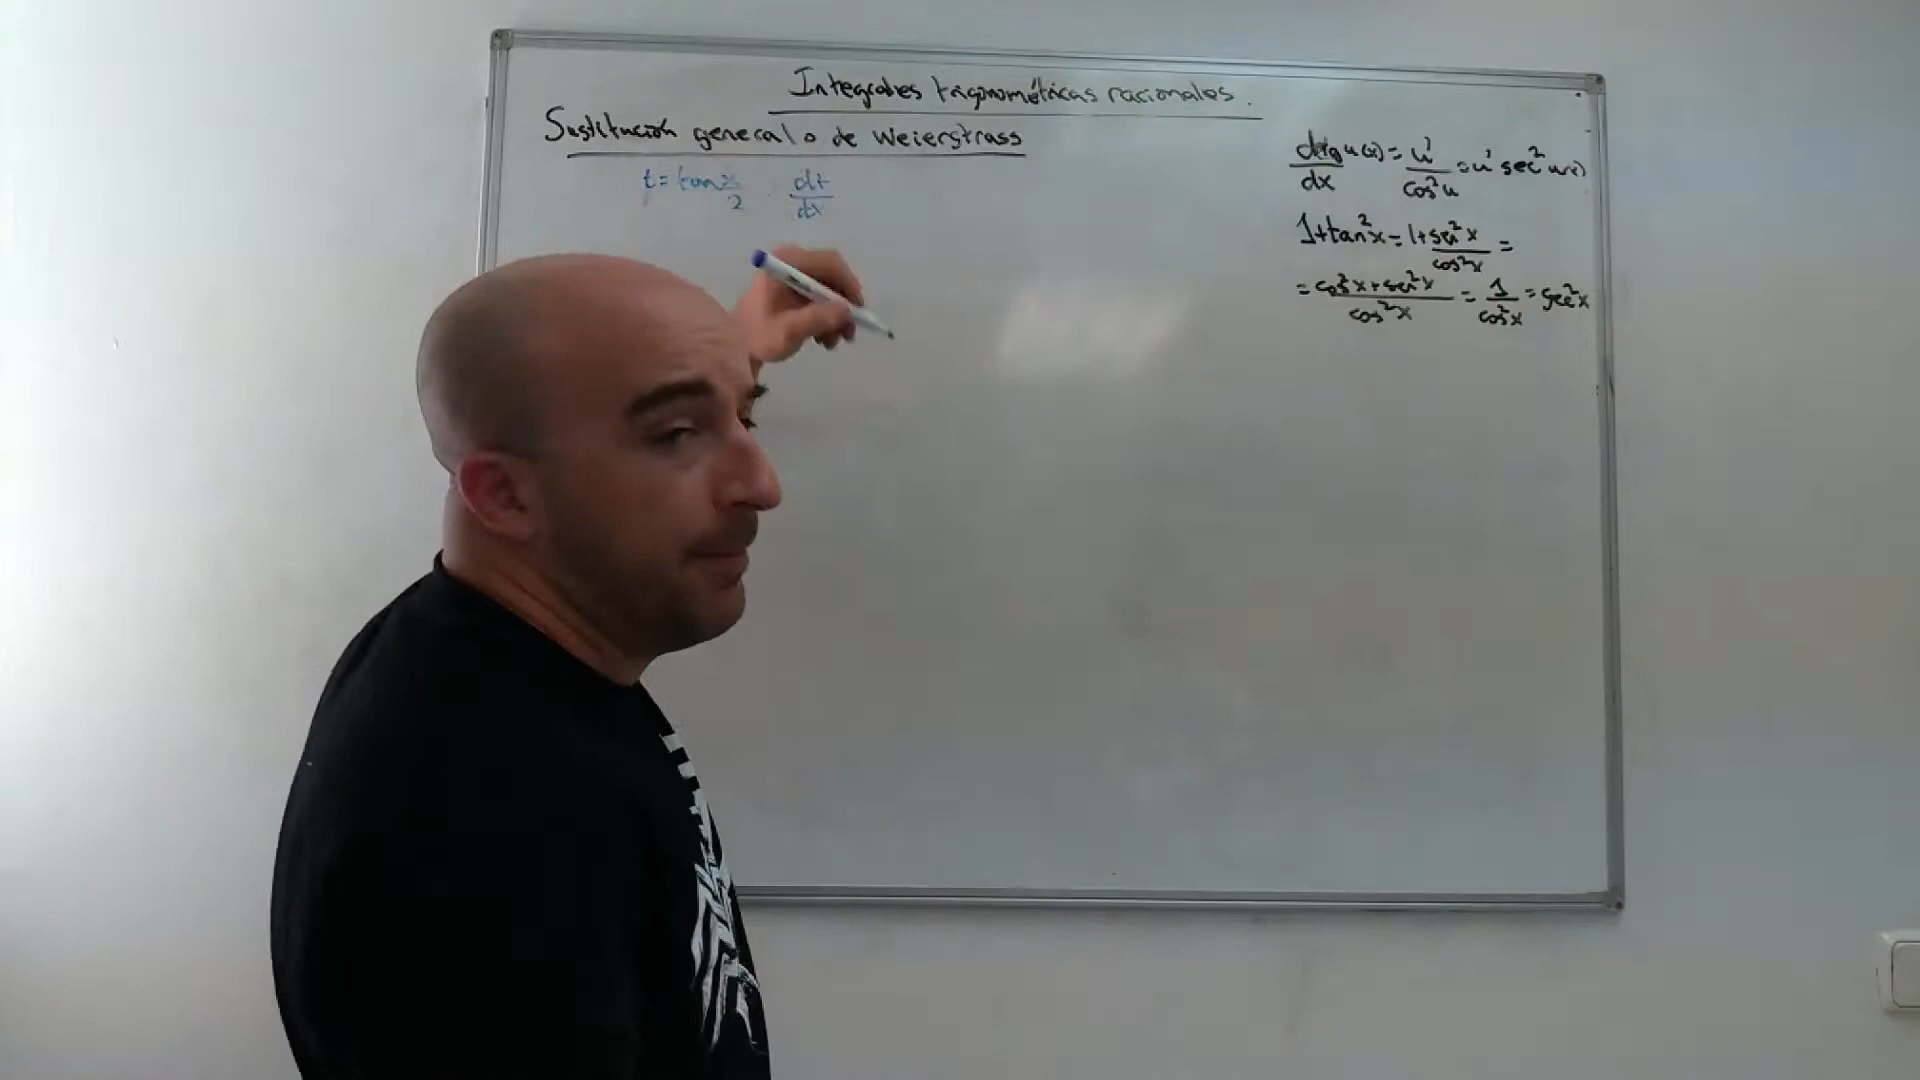 Integrales trigonométricas racionales.
Sustitución general o de Weierstrass
t = tan x/2 . dt/dx
dtg u(x)/dx = u'/cos²u = u' sec² u(x)
1+tan²x = 1+sen²x/cos²x =
= cos²x+sen²x/cos²x = 1/cos²x = sec²x